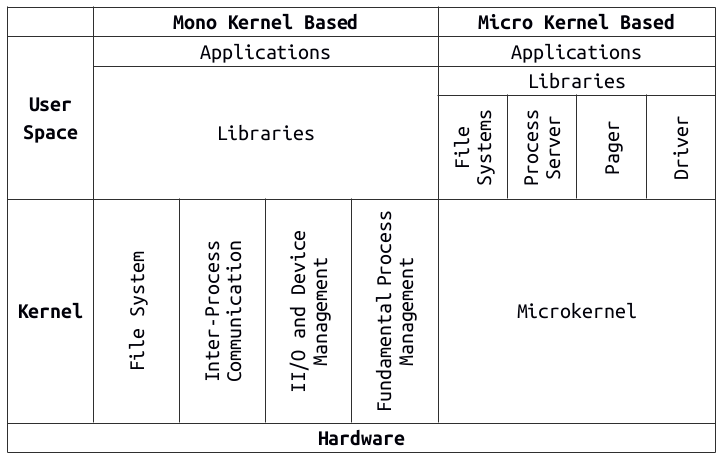 Mono Kernel Based
Micro Kernel Based
Applications
Applications
User
Space
Libraries
Libraries
File
Systems
Process
Server
Pager
Driver
Kernel
File System
Inter-Process
Communication
II/O and Device
Management
Fundamental Process
Management
Microkernel
Hardware